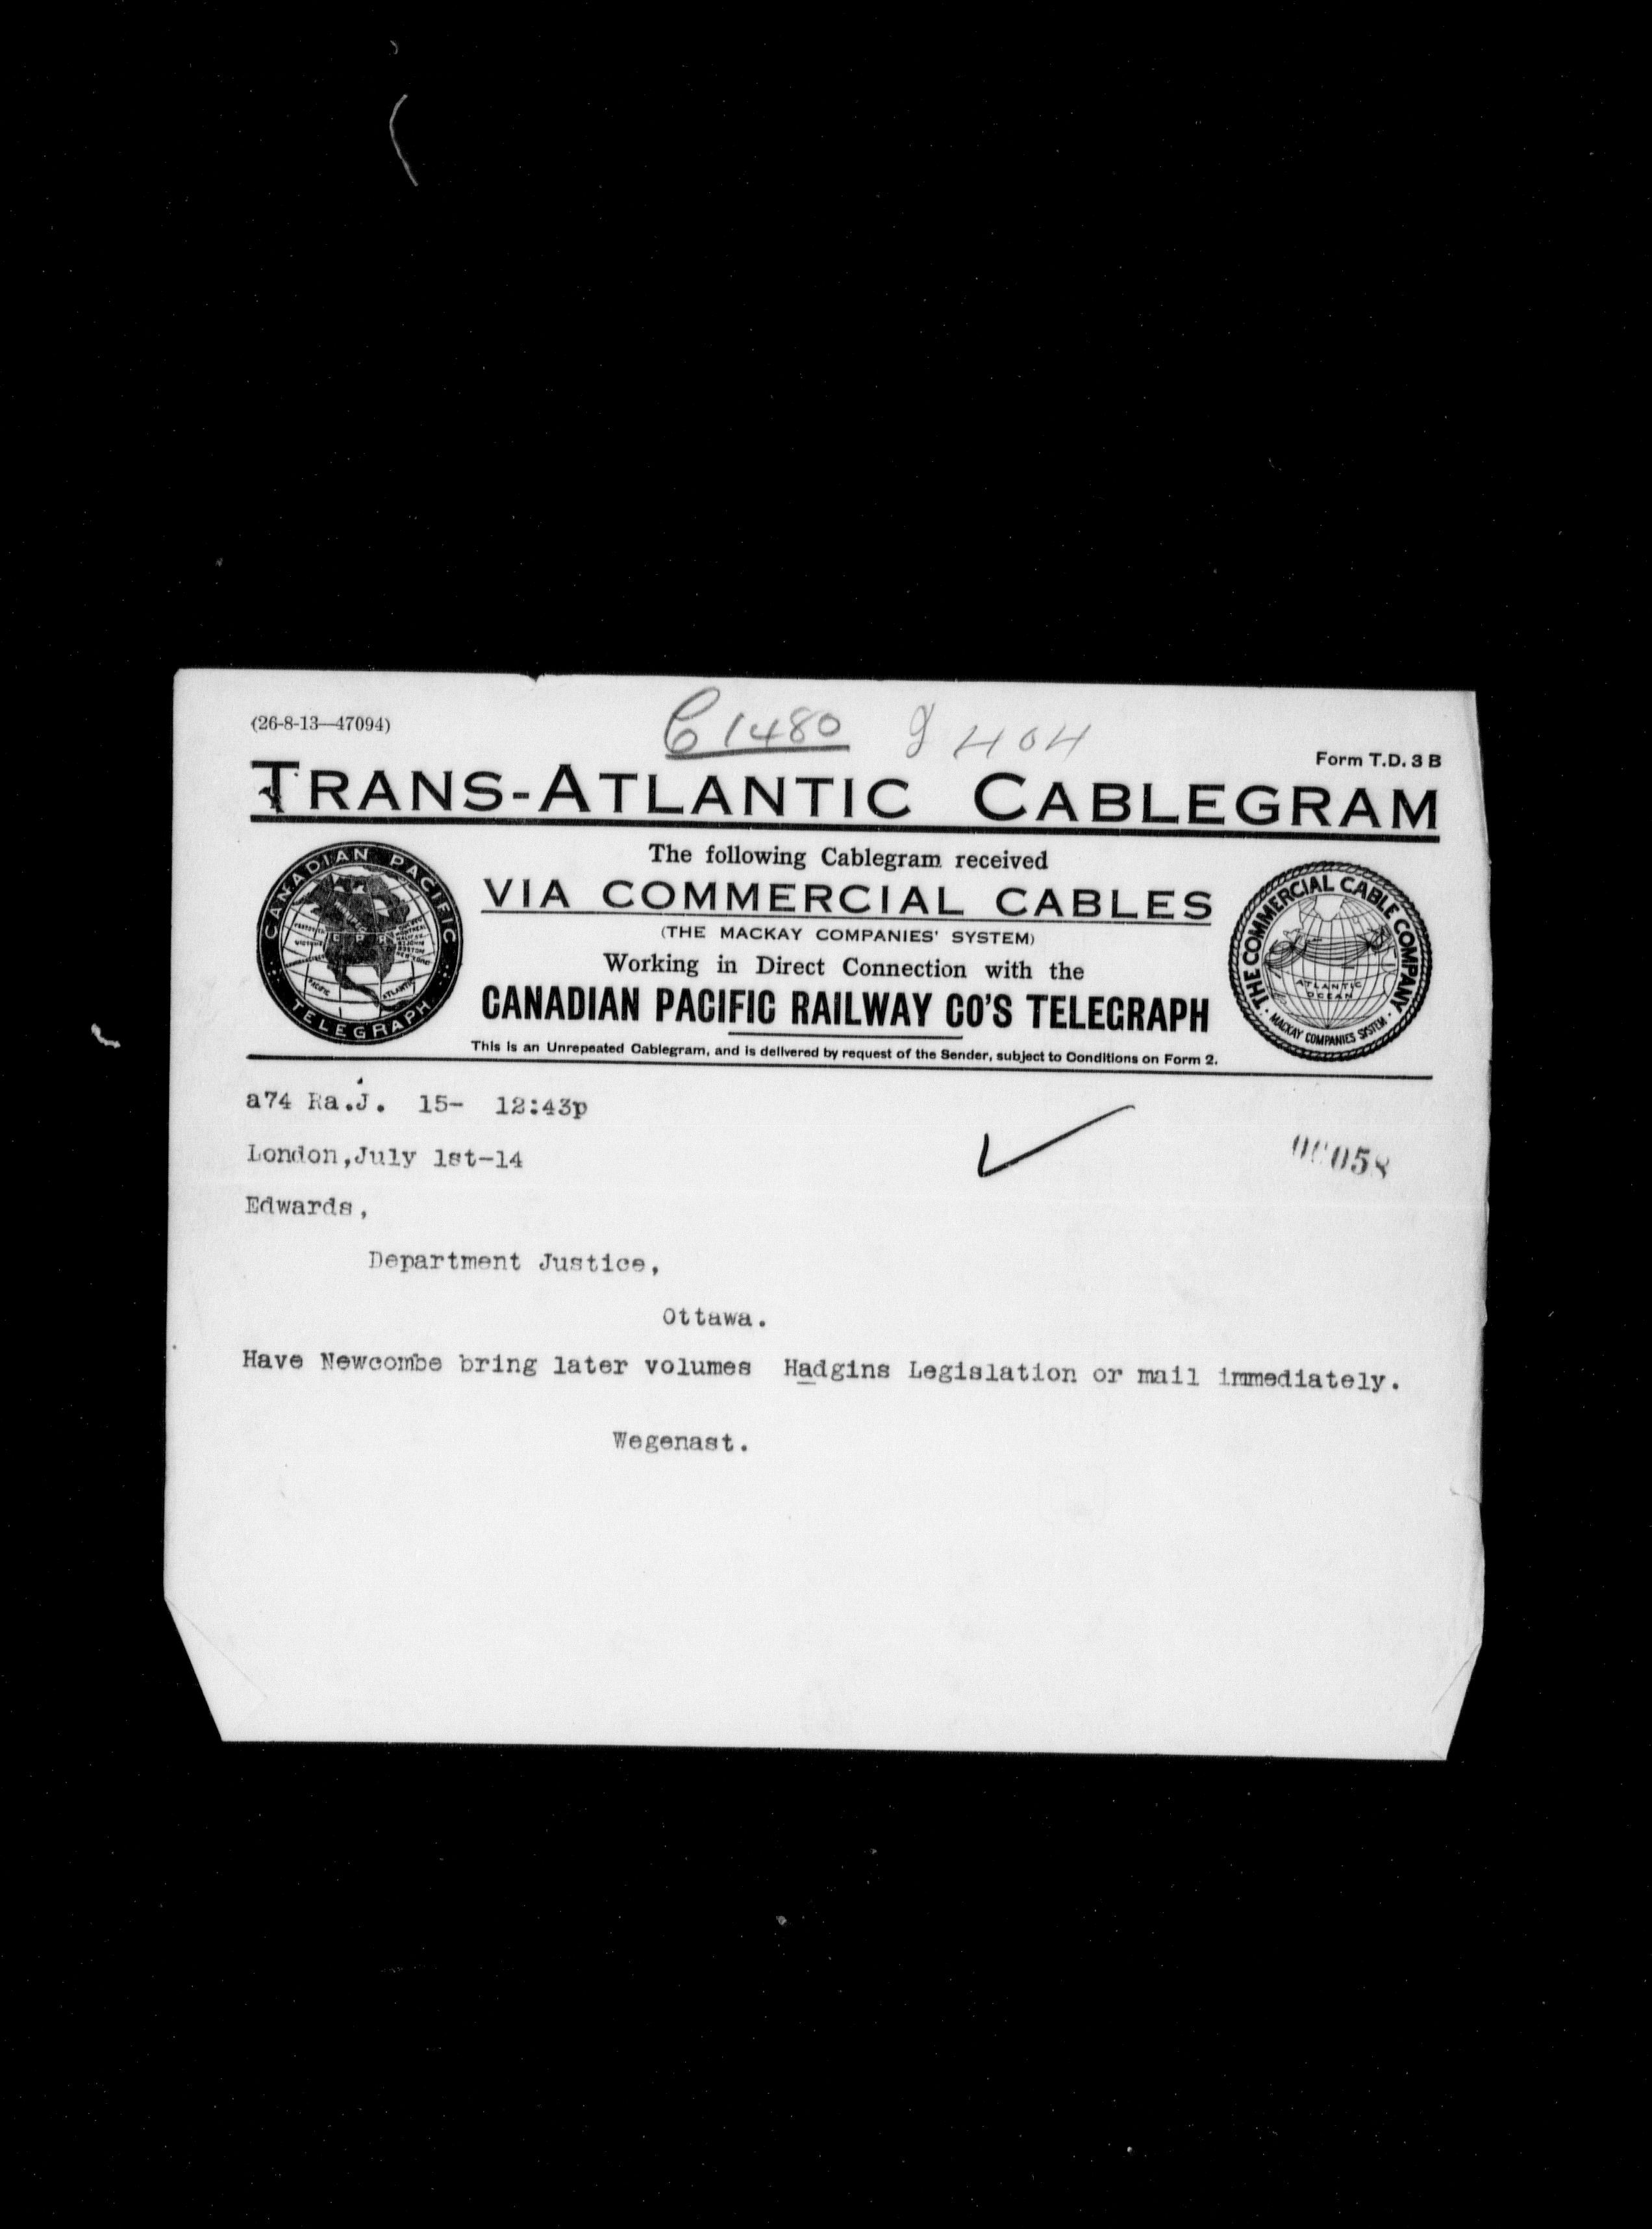 (26-8-13—47094)
C1480 J 404
Form T.D. 3 B
TRANS-ATLANTIC CABLEGRAM
The following Cablegram received
VIA COMMERCIAL CABLES
(THE MACKAY COMPANIES' SYSTEM)
Working in Direct Connection with the
CANADIAN PACIFIC RAILWAY CO'S TELEGRAPH
This is an Unrepeated Cablegram, and is delivered by request of the Sender, subject to Conditions on Form 2.
CANADIAN PACIFIC
TELEGRAPH
C P R
PACIFIC
ATLANTIC
THE COMMERCIAL CABLE COMPANY
ATLANTIC
OCEAN
MACKAY COMPANIES SYSTEM
a74 Ra.J. 15- 12:43p
00058
London,July 1st-14
Edwards,
Department Justice,
Ottawa.
Have Newcombe bring later volumes Hadgins Legislation or mail immediately.
Wegenast.